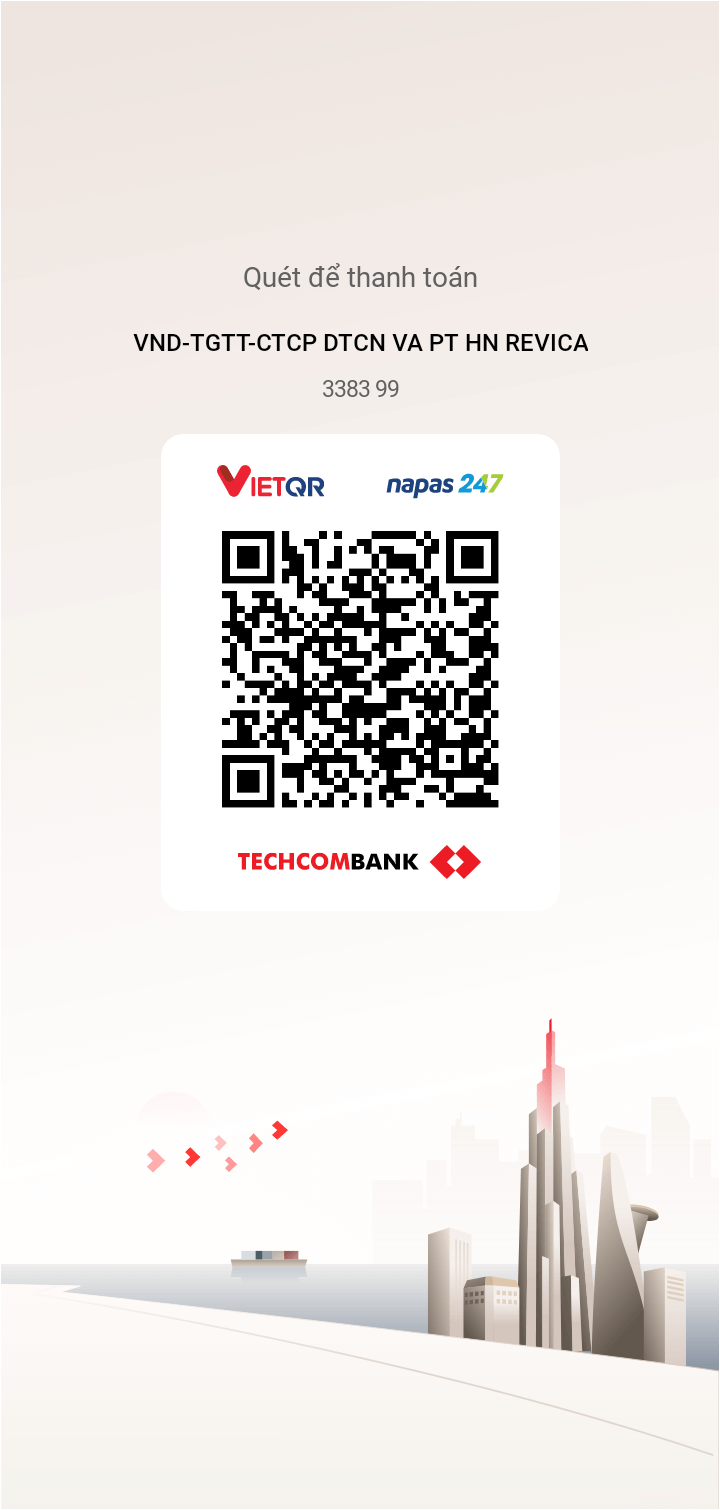 Quét để thanh toán
VND-TGTT-CTCP DTCN VA PT HN REVICA
3383 99
VIETQR napas 247
TECHCOMBANK